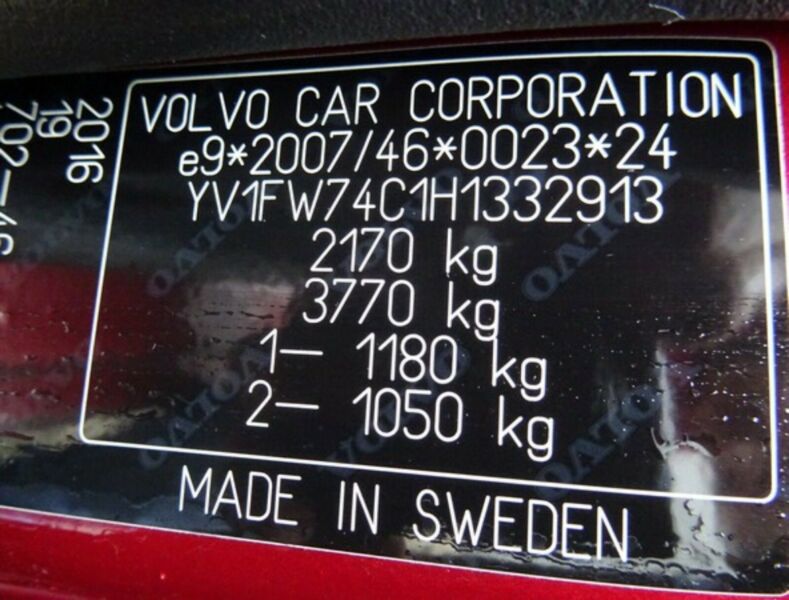 VOLVO CAR CORPORATION
e9*2007/46*0023*24
YV1FW74C1H1332913
2170 kg
3770 kg
1– 1180 kg
2– 1050 kg
MADE IN SWEDEN
2016
19